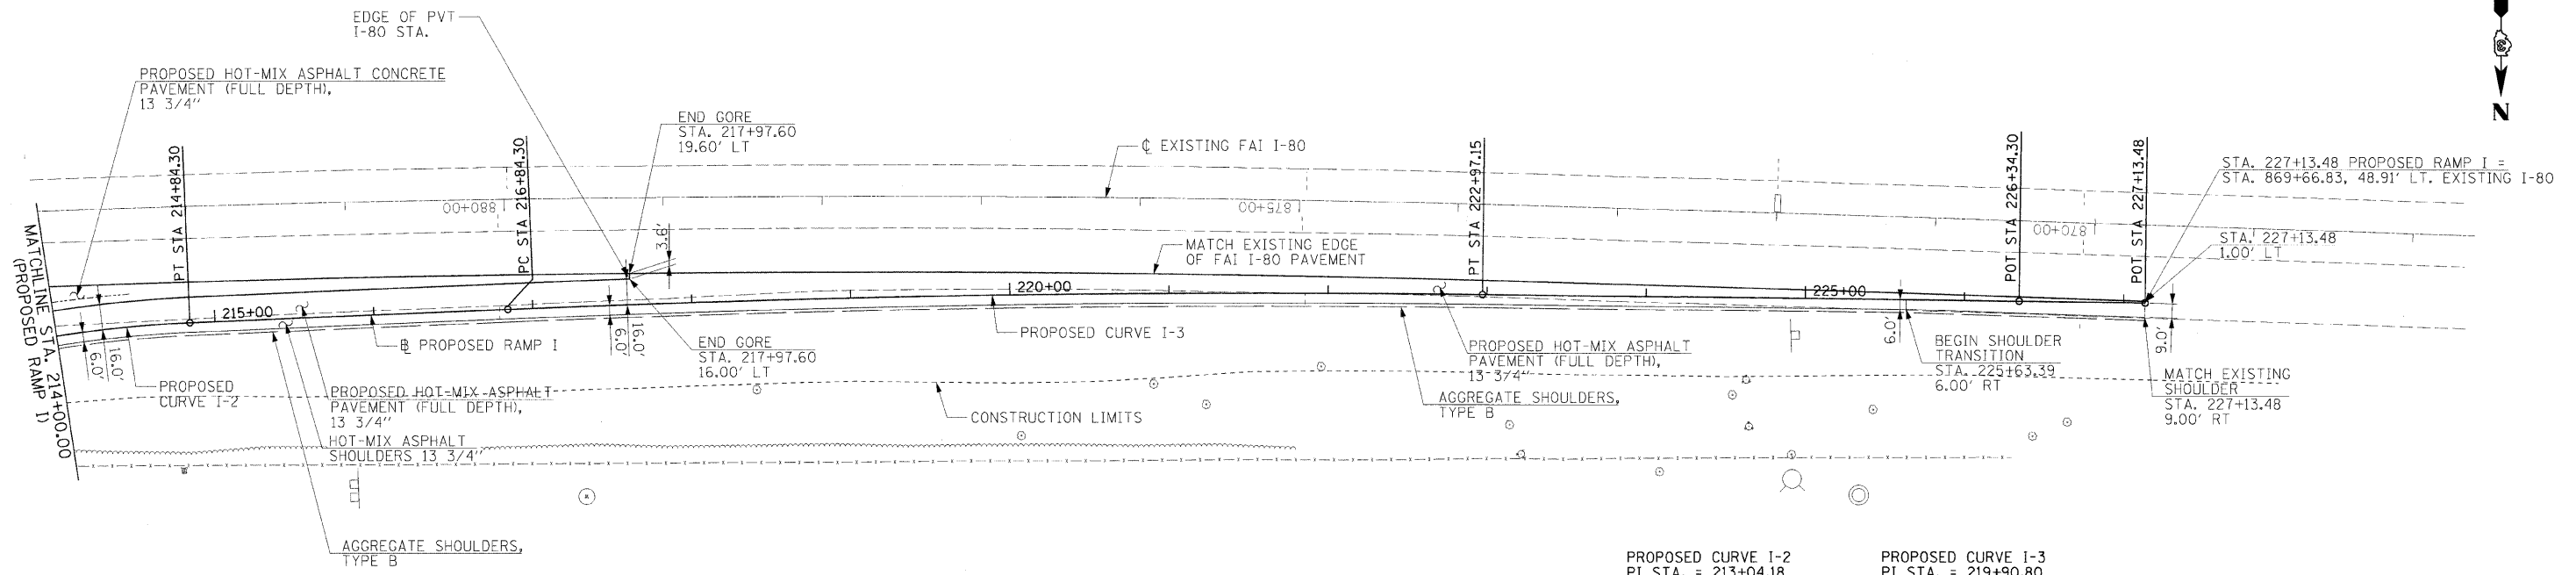 EDGE OF PVT
I-80 STA.
PROPOSED HOT-MIX ASPHALT CONCRETE
PAVEMENT (FULL DEPTH),
13 3/4"
END GORE
STA. 217+97.60
19.60' LT
℄ EXISTING FAI I-80
PT STA 214+84.30
PC STA 216+84.30
PT STA 222+97.15
POT STA 226+34.30
POT STA 227+13.48
STA. 227+13.48 PROPOSED RAMP I =
STA. 869+66.83, 48.91' LT. EXISTING I-80
N
880+00
875+00
870+00
3.6'
MATCH EXISTING EDGE
OF FAI I-80 PAVEMENT
STA. 227+13.48
1.00' LT
MATCHLINE STA. 214+00.00
(PROPOSED RAMP I)
215+00
220+00
225+00
6.0'
16.0'
6.0'
16.0'
6.0'
9.0'
PROPOSED
CURVE I-2
PROPOSED RAMP I
END GORE
STA. 217+97.60
16.00' LT
PROPOSED CURVE I-3
PROPOSED HOT-MIX ASPHALT
PAVEMENT (FULL DEPTH),
13 3/4"
BEGIN SHOULDER
TRANSITION
STA. 225+63.39
6.00' RT
MATCH EXISTING
SHOULDER
STA. 227+13.48
9.00' RT
PROPOSED HOT-MIX ASPHALT
PAVEMENT (FULL DEPTH),
13 3/4"
HOT-MIX ASPHALT
SHOULDERS 13 3/4"
CONSTRUCTION LIMITS
AGGREGATE SHOULDERS,
TYPE B
AGGREGATE SHOULDERS,
TYPE B
PROPOSED CURVE I-2
PI STA. = 213+04.18
PROPOSED CURVE I-3
PI STA. = 219+90.80